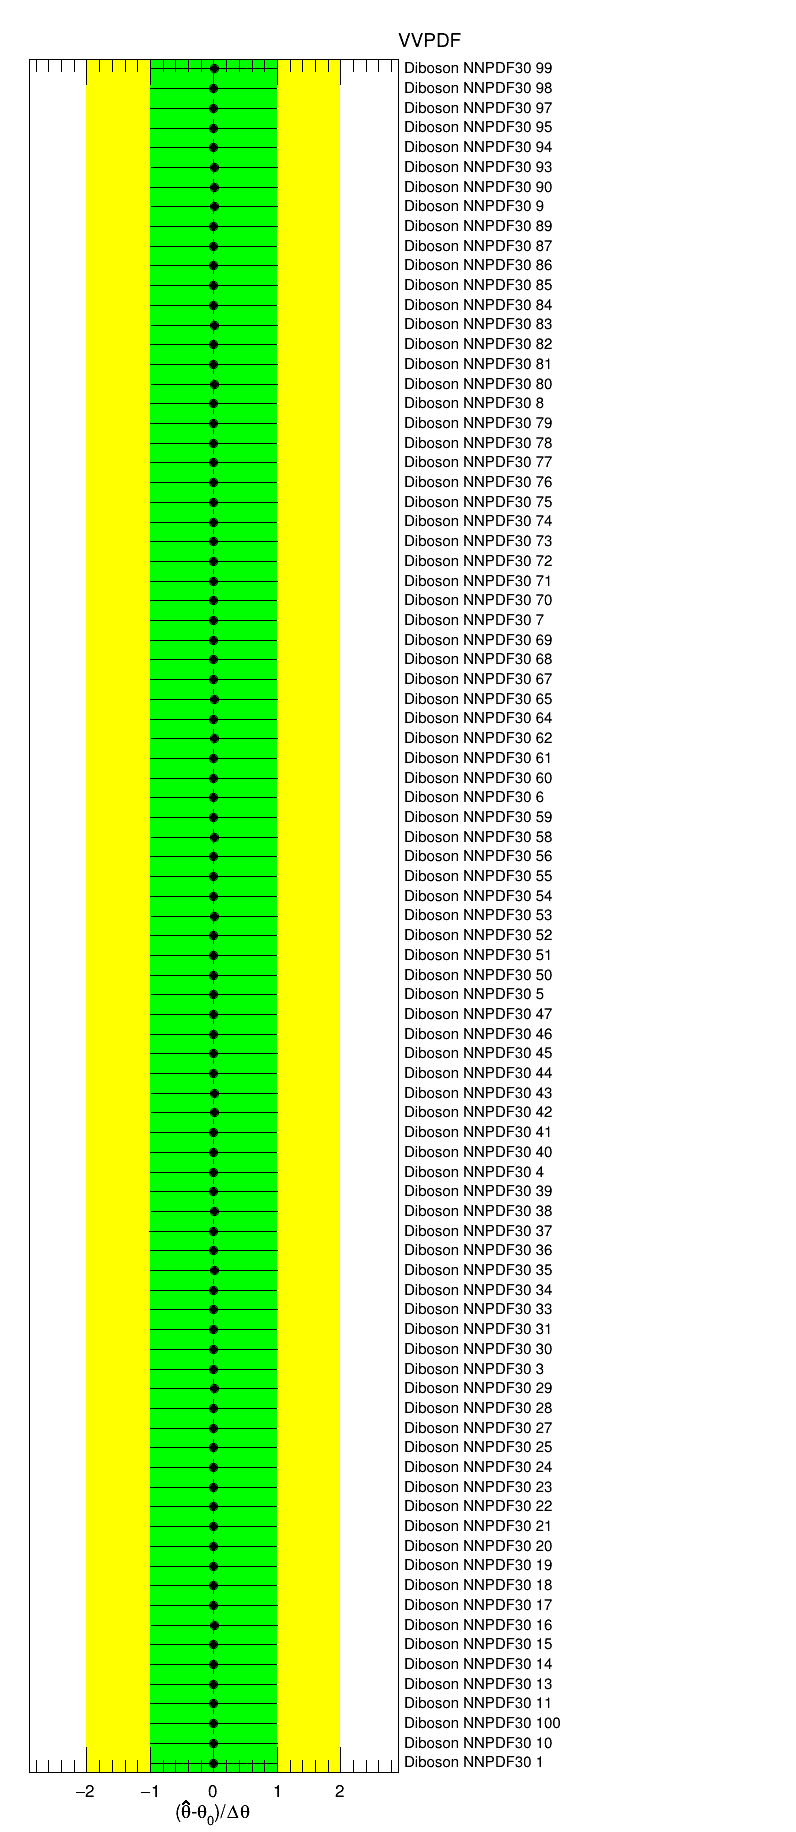 VVPDF
Diboson NNPDF30 99
Diboson NNPDF30 98
Diboson NNPDF30 97
Diboson NNPDF30 95
Diboson NNPDF30 94
Diboson NNPDF30 93
Diboson NNPDF30 90
Diboson NNPDF30 9
Diboson NNPDF30 89
Diboson NNPDF30 87
Diboson NNPDF30 86
Diboson NNPDF30 85
Diboson NNPDF30 84
Diboson NNPDF30 83
Diboson NNPDF30 82
Diboson NNPDF30 81
Diboson NNPDF30 80
Diboson NNPDF30 8
Diboson NNPDF30 79
Diboson NNPDF30 78
Diboson NNPDF30 77
Diboson NNPDF30 76
Diboson NNPDF30 75
Diboson NNPDF30 74
Diboson NNPDF30 73
Diboson NNPDF30 72
Diboson NNPDF30 71
Diboson NNPDF30 70
Diboson NNPDF30 7
Diboson NNPDF30 69
Diboson NNPDF30 68
Diboson NNPDF30 67
Diboson NNPDF30 65
Diboson NNPDF30 64
Diboson NNPDF30 62
Diboson NNPDF30 61
Diboson NNPDF30 60
Diboson NNPDF30 6
Diboson NNPDF30 59
Diboson NNPDF30 58
Diboson NNPDF30 56
Diboson NNPDF30 55
Diboson NNPDF30 54
Diboson NNPDF30 53
Diboson NNPDF30 52
Diboson NNPDF30 51
Diboson NNPDF30 50
Diboson NNPDF30 5
Diboson NNPDF30 47
Diboson NNPDF30 46
Diboson NNPDF30 45
Diboson NNPDF30 44
Diboson NNPDF30 43
Diboson NNPDF30 42
Diboson NNPDF30 41
Diboson NNPDF30 40
Diboson NNPDF30 4
Diboson NNPDF30 39
Diboson NNPDF30 38
Diboson NNPDF30 37
Diboson NNPDF30 36
Diboson NNPDF30 35
Diboson NNPDF30 34
Diboson NNPDF30 33
Diboson NNPDF30 31
Diboson NNPDF30 30
Diboson NNPDF30 3
Diboson NNPDF30 29
Diboson NNPDF30 28
Diboson NNPDF30 27
Diboson NNPDF30 25
Diboson NNPDF30 24
Diboson NNPDF30 23
Diboson NNPDF30 22
Diboson NNPDF30 21
Diboson NNPDF30 20
Diboson NNPDF30 19
Diboson NNPDF30 18
Diboson NNPDF30 17
Diboson NNPDF30 16
Diboson NNPDF30 15
Diboson NNPDF30 14
Diboson NNPDF30 13
Diboson NNPDF30 11
Diboson NNPDF30 100
Diboson NNPDF30 10
Diboson NNPDF30 1
−2 −1 0 1 2
(θ̂-θ₀)/Δθ